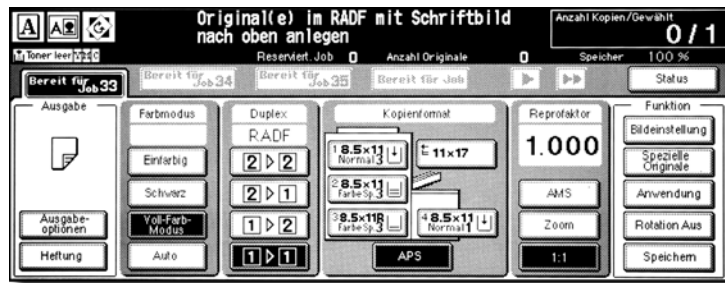 Original(e) im RADF mit Schriftbild
nach oben anlegen
Anzahl Kopien/Gewählt
0/1
Toner leer
Reserviert.Job 0
Anzahl Originale 0
Speicher 100 %
Bereit für Job 33
Bereit für Job 34
Bereit für Job 35
Bereit für Job
Status
Ausgabe
Ausgabe-
optionen
Heftung
Farbmodus
Einfarbig
Schwarz
Voll-Farb-
Modus
Auto
Duplex
RADF
2 ▷ 2
2 ▷ 1
1 ▷ 2
1 ▷ 1
Kopienformat
1 8.5×11
Normal 3
11×17
2 8.5×11
Farbe Sp.3
3 8.5×11R
Farbe Sp.3
4 8.5×11
Normal 1
APS
Reprofaktor
1.000
AMS
Zoom
1:1
Funktion
Bildeinstellung
Spezielle
Originale
Anwendung
Rotation Aus
Speichern